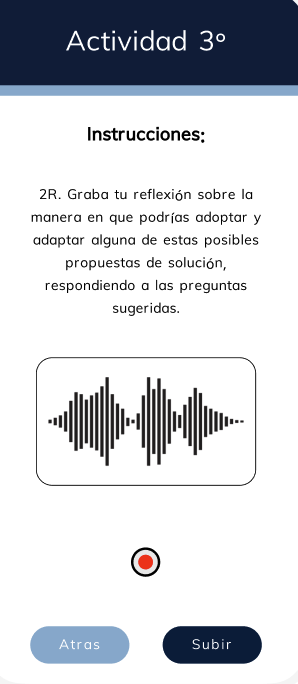 Actividad 3º
Instrucciones:
2R. Graba tu reflexión sobre la
manera en que podrías adoptar y
adaptar alguna de estas posibles
propuestas de solución,
respondiendo a las preguntas
sugeridas.
Atras
Subir